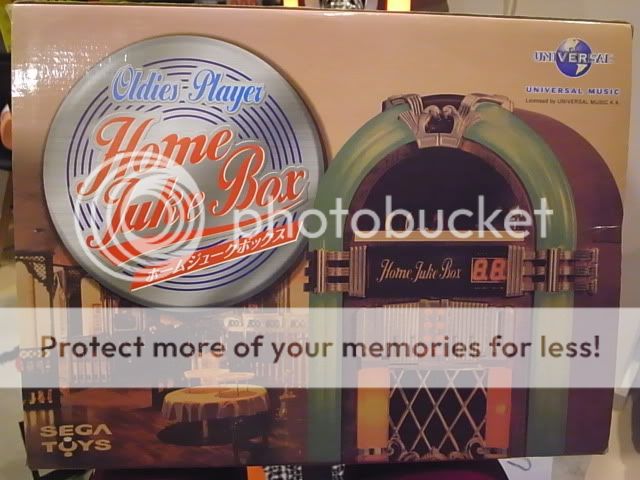 Oldies-Player
Home
Juke Box
ホームジュークボックス
UNIVERSAL
UNIVERSAL MUSIC
Licensed by UNIVERSAL MUSIC K.K.
photobucket
Home Juke Box
88
Protect more of your memories for less!
SEGA
TOYS